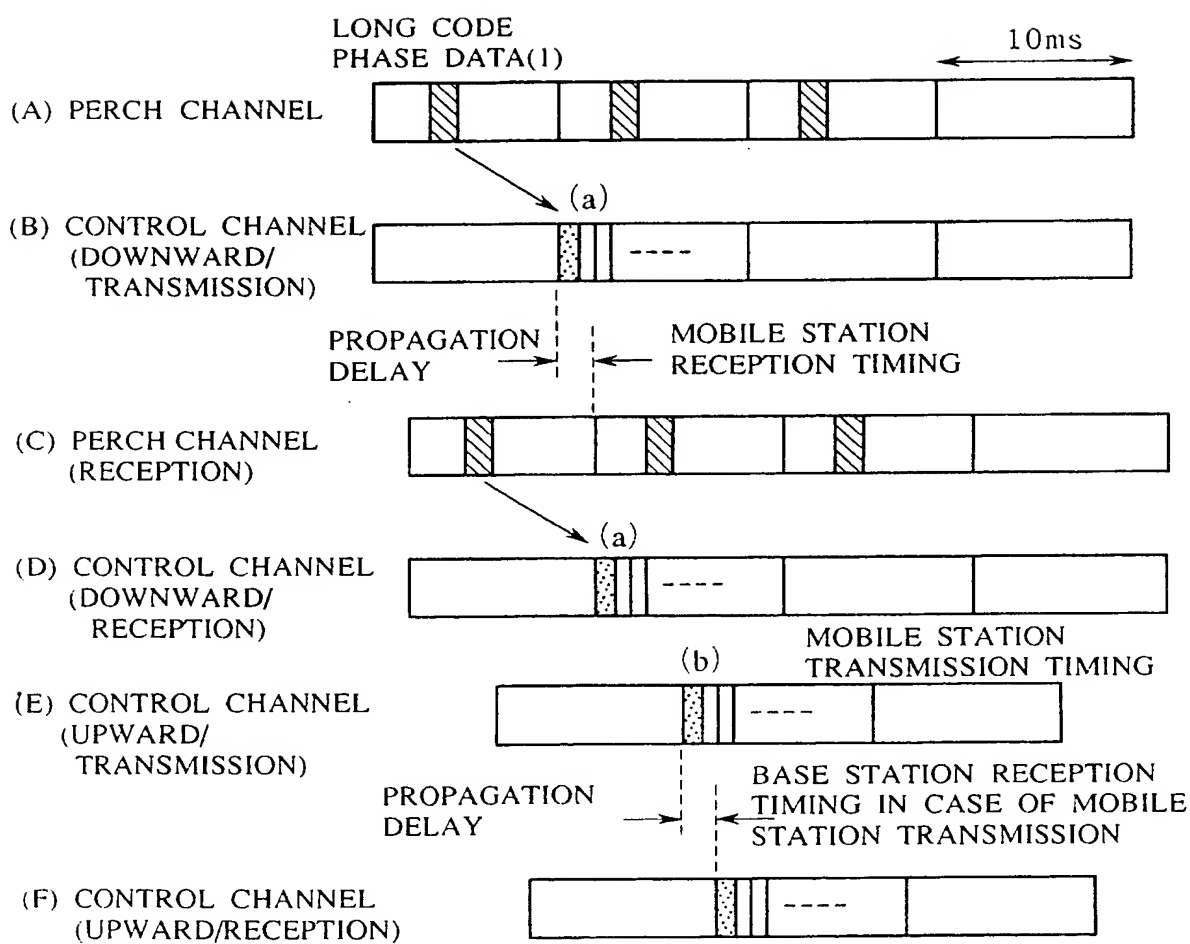 LONG CODE
PHASE DATA(1)
10ms
(A) PERCH CHANNEL
(a)
(B) CONTROL CHANNEL
(DOWNWARD/
TRANSMISSION)
PROPAGATION
DELAY
MOBILE STATION
RECEPTION TIMING
(C) PERCH CHANNEL
(RECEPTION)
(a)
(D) CONTROL CHANNEL
(DOWNWARD/
RECEPTION)
MOBILE STATION
TRANSMISSION TIMING
(b)
(E) CONTROL CHANNEL
(UPWARD/
TRANSMISSION)
PROPAGATION
DELAY
BASE STATION RECEPTION
TIMING IN CASE OF MOBILE
STATION TRANSMISSION
(F) CONTROL CHANNEL
(UPWARD/RECEPTION)